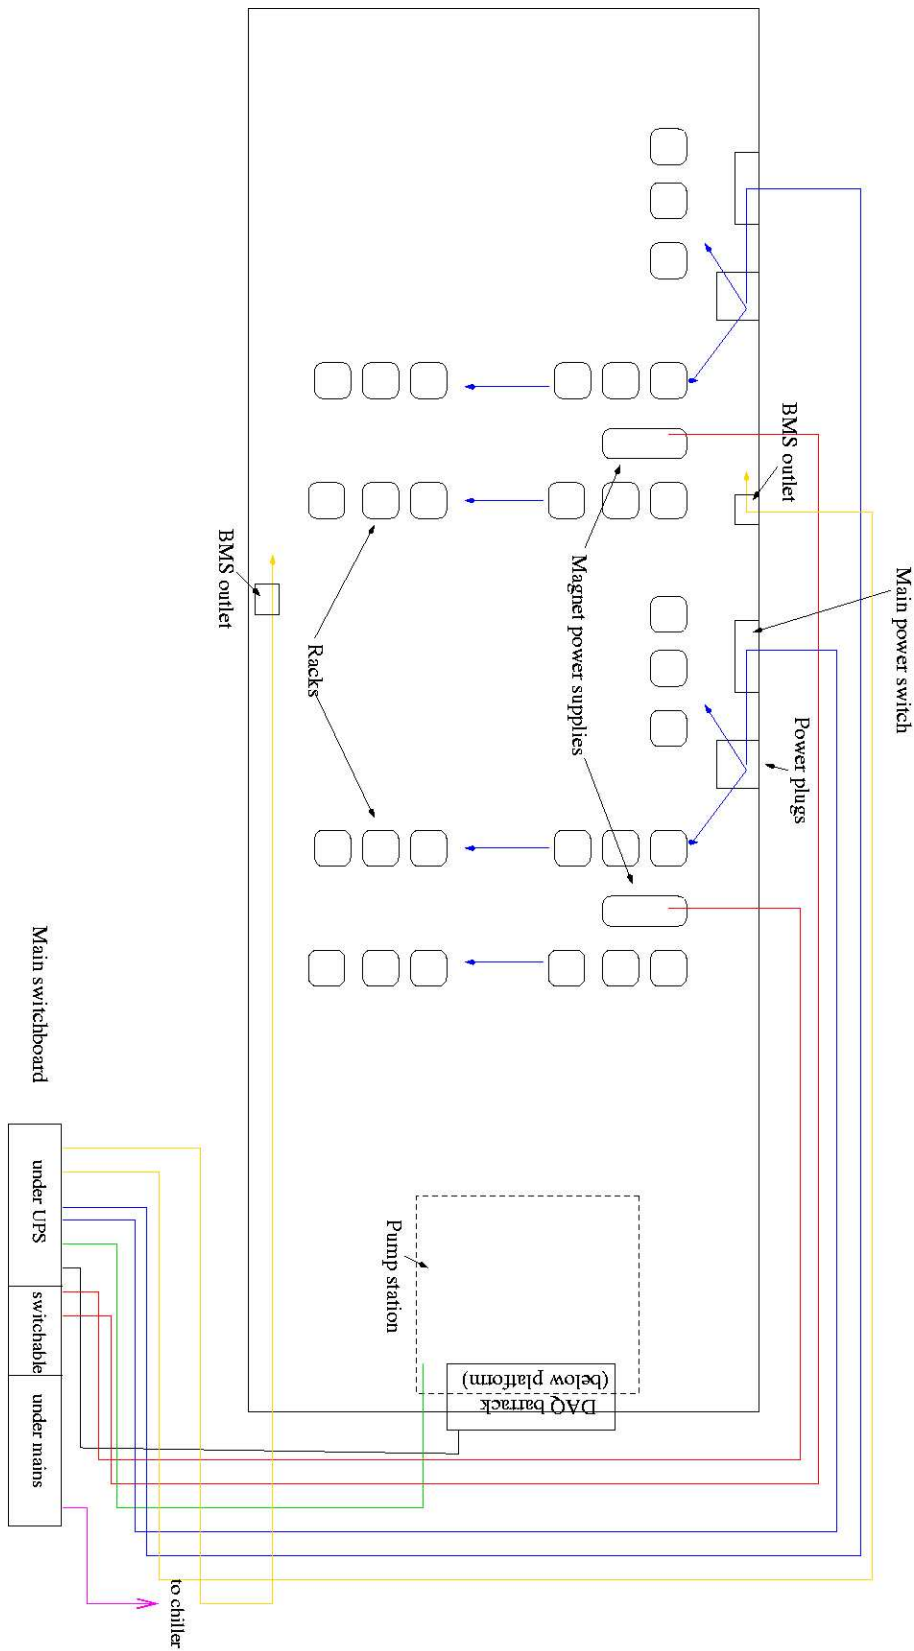 Main power switch
Power plugs
BMS outlet
Magnet power supplies
Racks
BMS outlet
Pump station
DAQ barrack
(below platform)
Main switchboard
under UPS
switchable
under mains
to chiller